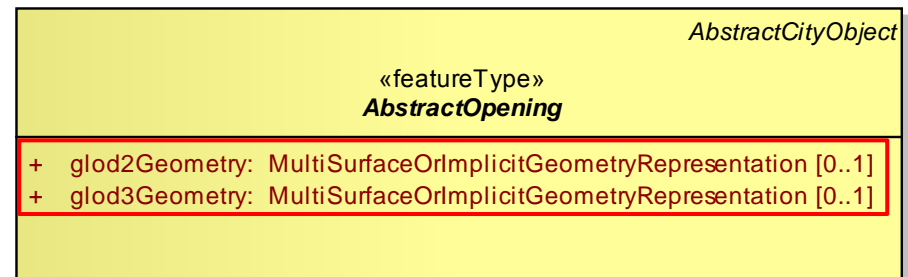 AbstractCityObject
«featureType»
AbstractOpening
+ glod2Geometry: MultiSurfaceOrImplicitGeometryRepresentation [0..1]
+ glod3Geometry: MultiSurfaceOrImplicitGeometryRepresentation [0..1]